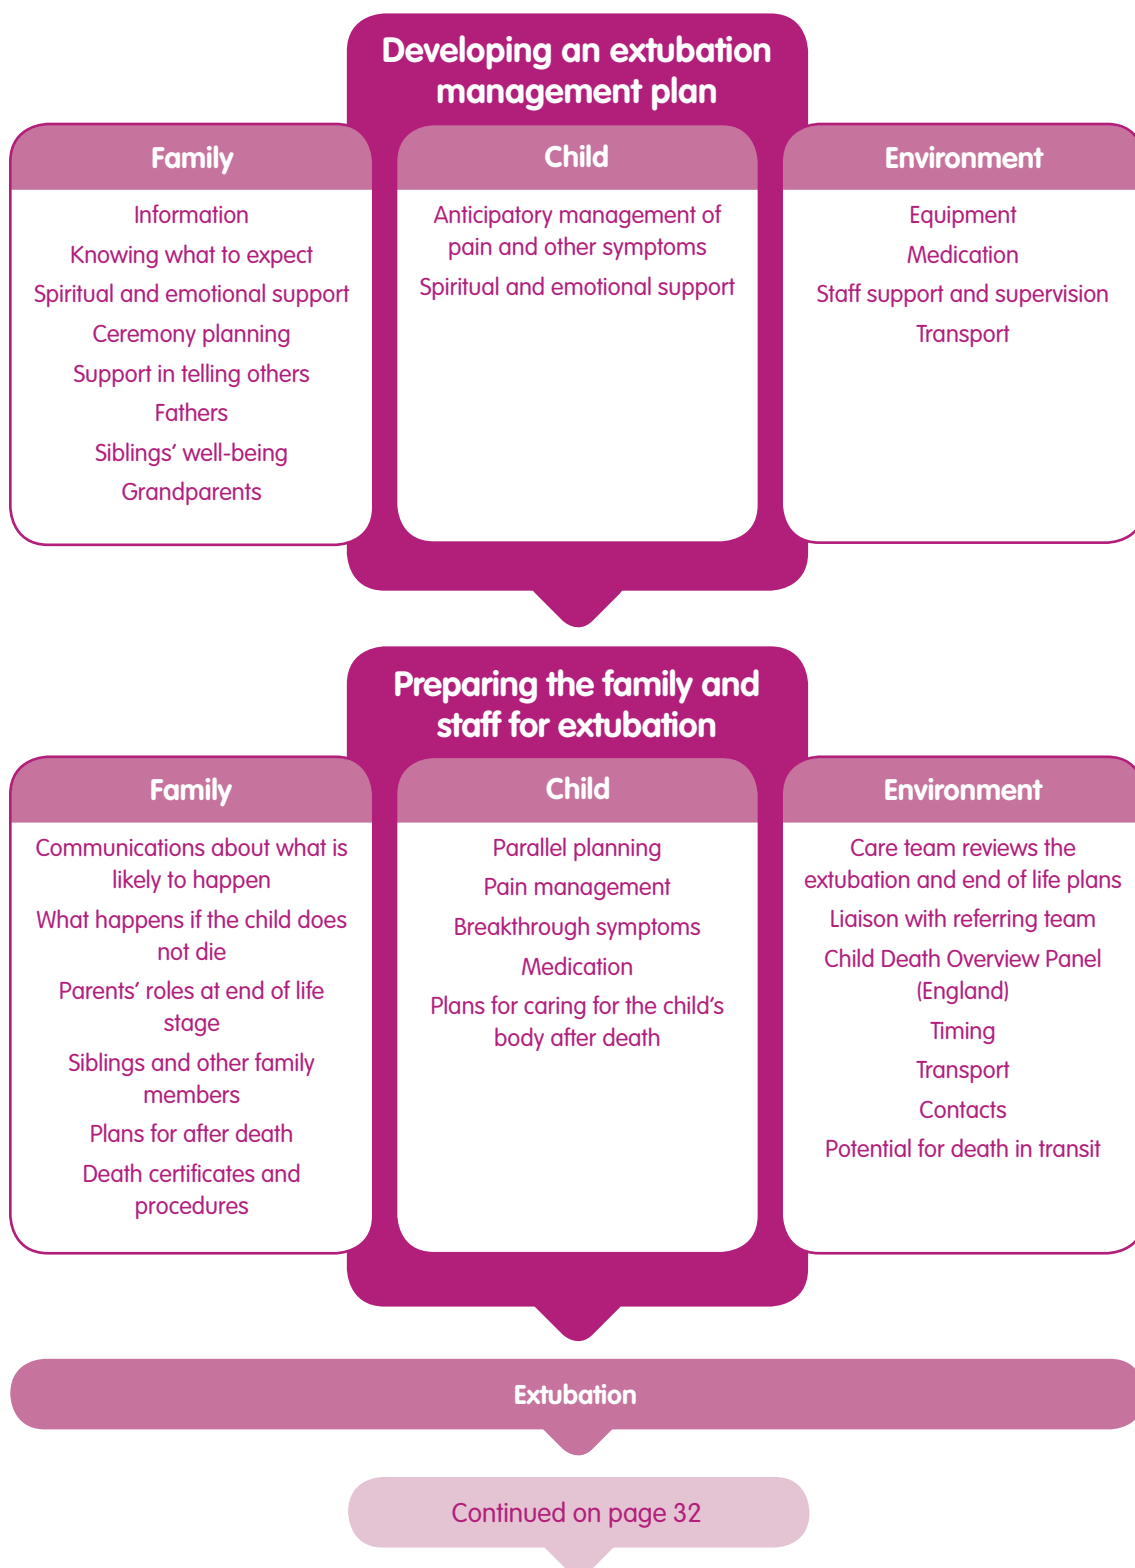 Developing an extubation
management plan
Family
Information
Knowing what to expect
Spiritual and emotional support
Ceremony planning
Support in telling others
Fathers
Siblings’ well-being
Grandparents
Child
Anticipatory management of
pain and other symptoms
Spiritual and emotional support
Environment
Equipment
Medication
Staff support and supervision
Transport
Preparing the family and
staff for extubation
Family
Communications about what is
likely to happen
What happens if the child does
not die
Parents’ roles at end of life
stage
Siblings and other family
members
Plans for after death
Death certificates and
procedures
Child
Parallel planning
Pain management
Breakthrough symptoms
Medication
Plans for caring for the child’s
body after death
Environment
Care team reviews the
extubation and end of life plans
Liaison with referring team
Child Death Overview Panel
(England)
Timing
Transport
Contacts
Potential for death in transit
Extubation
Continued on page 32